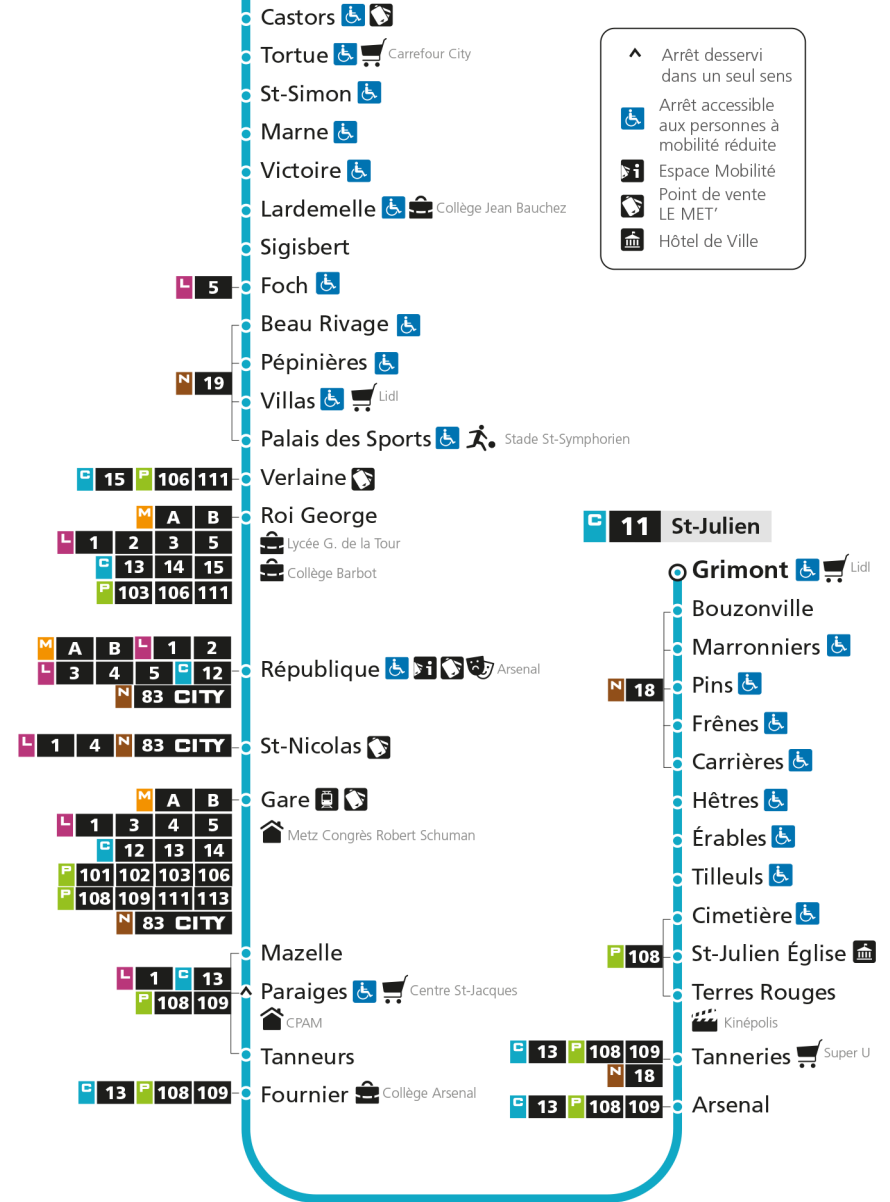 Castors
Tortue Carrefour City
St-Simon
Marne
Victoire
Lardemelle Collège Jean Bauchez
Sigisbert
L 5 Foch
Beau Rivage
Pépinières
N 19
Villas Lidl
Palais des Sports Stade St-Symphorien
C 15 P 106 111 Verlaine
M A B Roi George
L 1 2 3 5 Lycée G. de la Tour
C 13 14 15 Collège Barbot
P 103 106 111
M A B L 1 2
L 3 4 5 C 12 République Arsenal
N 83 CITY
L 1 4 N 83 CITY St-Nicolas
M A B Gare
L 1 3 4 5 Metz Congrès Robert Schuman
C 12 13 14
P 101 102 103 106
P 108 109 111 113
N 83 CITY
Mazelle
L 1 C 13
P 108 109
Paraiges Centre St-Jacques
CPAM
Tanneurs
C 13 P 108 109 Fournier Collège Arsenal
Arrêt desservi
dans un seul sens
Arrêt accessible
aux personnes à
mobilité réduite
Espace Mobilité
Point de vente
LE MET’
Hôtel de Ville
C 11 St-Julien
Grimont Lidl
Bouzonville
Marronniers
N 18 Pins
Frênes
Carrières
Hêtres
Érables
Tilleuls
Cimetière
P 108 St-Julien Église
Terres Rouges
Kinépolis
C 13 P 108 109 Tanneries Super U
N 18
C 13 P 108 109 Arsenal